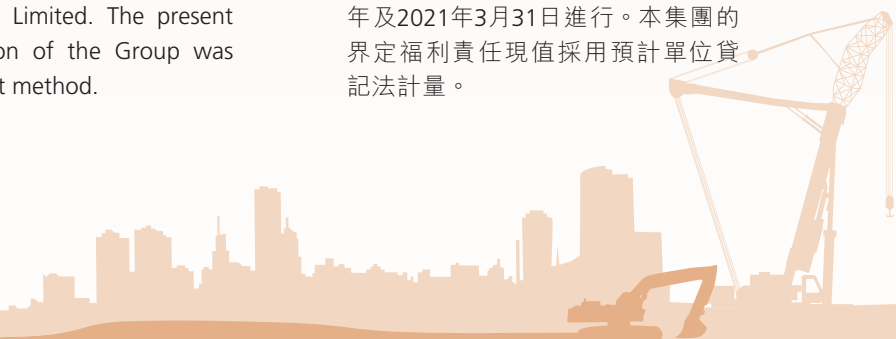 Limited. The present
on of the Group was
t method.
年及2021年3月31日進行。本集團的
界定福利責任現值採用預計單位貸
記法計量。